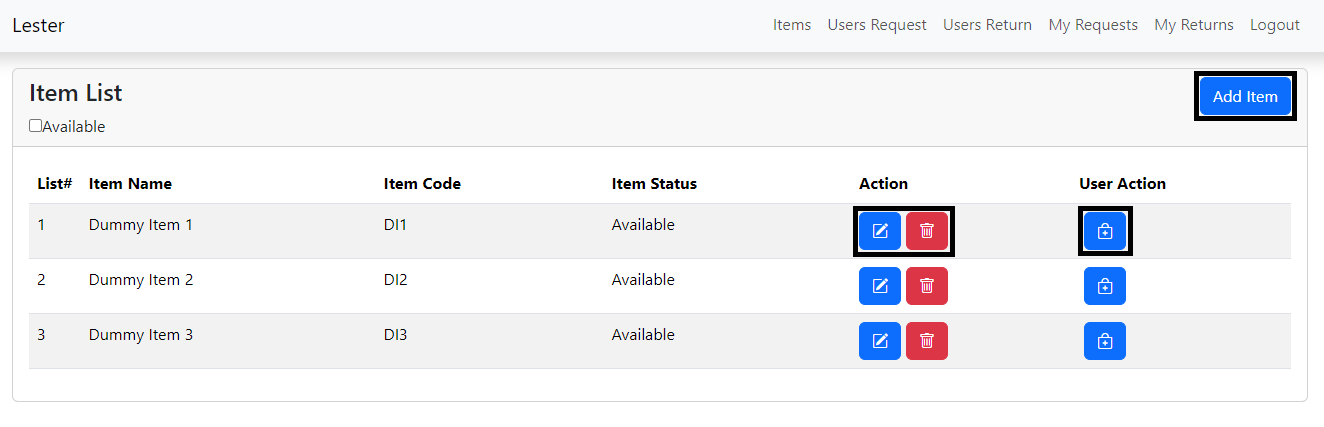 Lester Items Users Request Users Return My Requests My Returns Logout
Item List
Add Item
Available
List# Item Name Item Code Item Status Action User Action
1 Dummy Item 1 DI1 Available
2 Dummy Item 2 DI2 Available
3 Dummy Item 3 DI3 Available